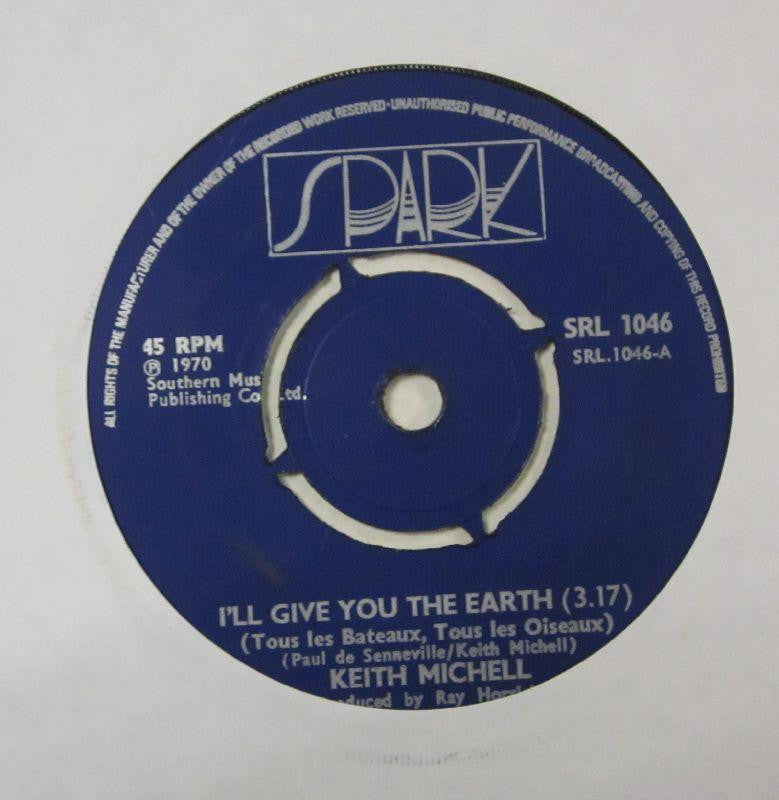 ALL RIGHTS OF THE MANUFACTURER AND OF THE OWNER OF THE RECORDED WORK RESERVED·UNAUTHORISED PUBLIC PERFORMANCE BROADCASTING AND COPYING OF THIS RECORD PROHIBITED
SPARK
45 RPM
℗ 1970
Southern Mus
Publishing Co Ltd.
SRL 1046
SRL.1046-A
I'LL GIVE YOU THE EARTH (3.17)
(Tous les Bateaux, Tous les Oiseaux)
(Paul de Senneville/Keith Michell)
KEITH MICHELL
by Ray